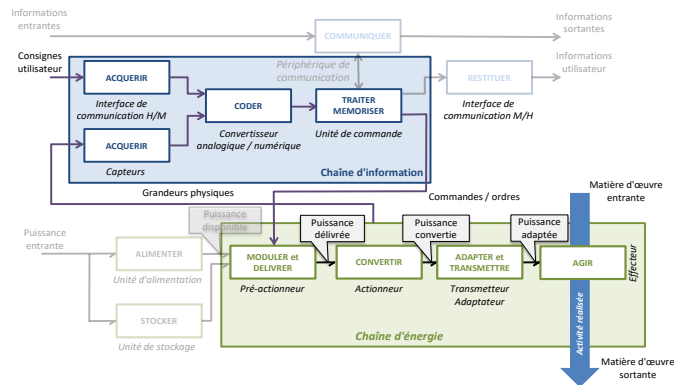 Informations
entrantes
COMMUNIQUER
Informations
sortantes
Consignes
utilisateur
Périphérique de
communication
Informations
utilisateur
ACQUERIR
Interface de
communication H/M
CODER
Convertisseur
analogique / numérique
TRAITER
MEMORISER
Unité de commande
RESTITUER
Interface de
communication M/H
ACQUERIR
Capteurs
Chaîne d'information
Grandeurs physiques
Commandes / ordres
Matière d'œuvre
entrante
Puissance
entrante
Puissance
disponible
Puissance
délivrée
Puissance
convertie
Puissance
adaptée
ALIMENTER
Unité d'alimentation
MODULER et
DELIVRER
Pré-actionneur
CONVERTIR
Actionneur
ADAPTER et
TRANSMETTRE
Transmetteur
Adaptateur
AGIR
Effecteur
STOCKER
Unité de stockage
Chaîne d'énergie
Activité réalisée
Matière d'œuvre
sortante